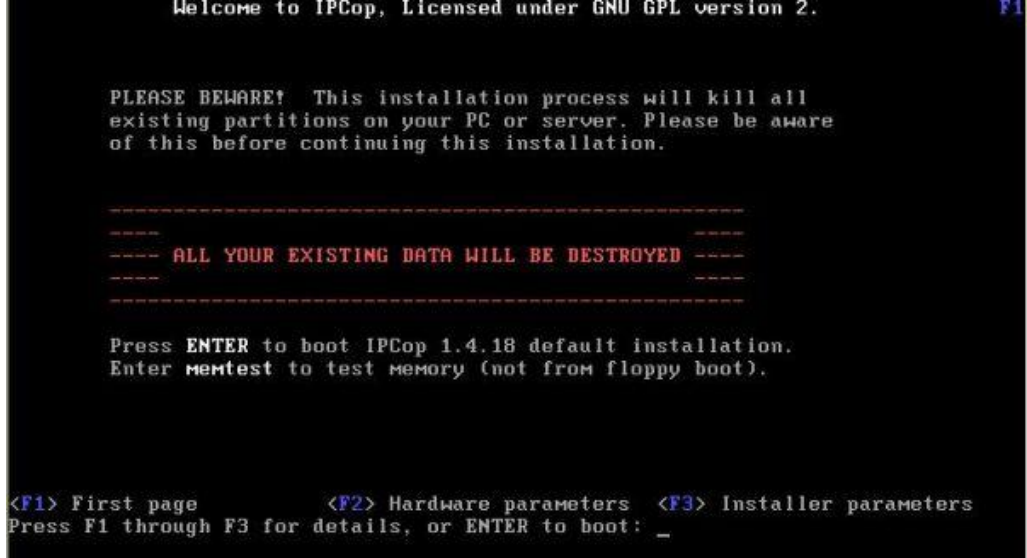 Welcome to IPCop, Licensed under GNU GPL version 2. F1
PLEASE BEWARE! This installation process will kill all
existing partitions on your PC or server. Please be aware
of this before continuing this installation.
--------------------------------------------------
---- ----
---- ALL YOUR EXISTING DATA WILL BE DESTROYED ----
---- ----
--------------------------------------------------
Press ENTER to boot IPCop 1.4.18 default installation.
Enter memtest to test memory (not from floppy boot).
<F1> First page <F2> Hardware parameters <F3> Installer parameters
Press F1 through F3 for details, or ENTER to boot: _